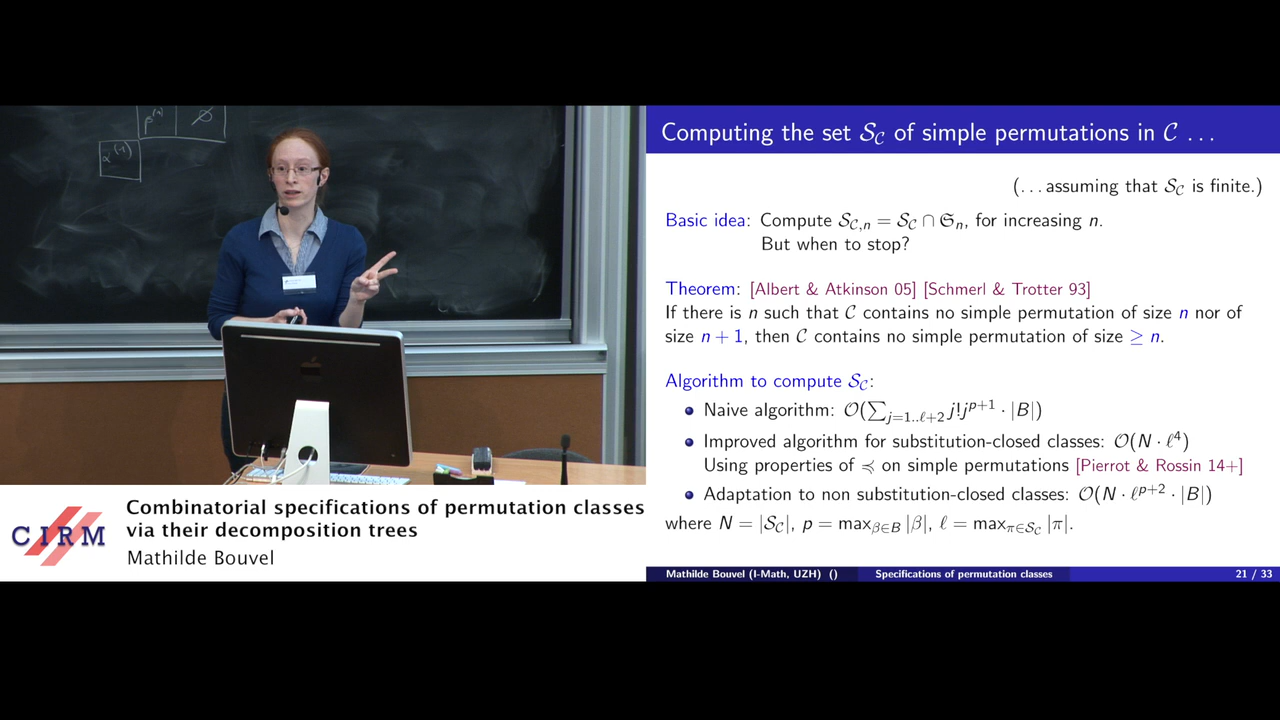 β⁽ⁿ⁾
∅
α⁽⁻¹⁾
Computing the set 𝒮_𝒞 of simple permutations in 𝒞 . . .
(. . . assuming that 𝒮_𝒞 is finite.)
Basic idea: Compute 𝒮_𝒞,n = 𝒮_𝒞 ∩ 𝔖_n, for increasing n.
But when to stop?
Theorem: [Albert & Atkinson 05] [Schmerl & Trotter 93]
If there is n such that 𝒞 contains no simple permutation of size n nor of
size n + 1, then 𝒞 contains no simple permutation of size ≥ n.
Algorithm to compute 𝒮_𝒞:
Naive algorithm: 𝒪(∑_{j=1..ℓ+2} j! j^{p+1} · |B|)
Improved algorithm for substitution-closed classes: 𝒪(N · ℓ⁴)
Using properties of ≼ on simple permutations [Pierrot & Rossin 14+]
Adaptation to non substitution-closed classes: 𝒪(N · ℓ^{p+2} · |B|)
where N = |𝒮_𝒞|, p = max_{β∈B} |β|, ℓ = max_{π∈𝒮_𝒞} |π|.
Mathilde Bouvel (I-Math, UZH) () Specifications of permutation classes 21 / 33
CIRM
Combinatorial specifications of permutation classes
via their decomposition trees
Mathilde Bouvel